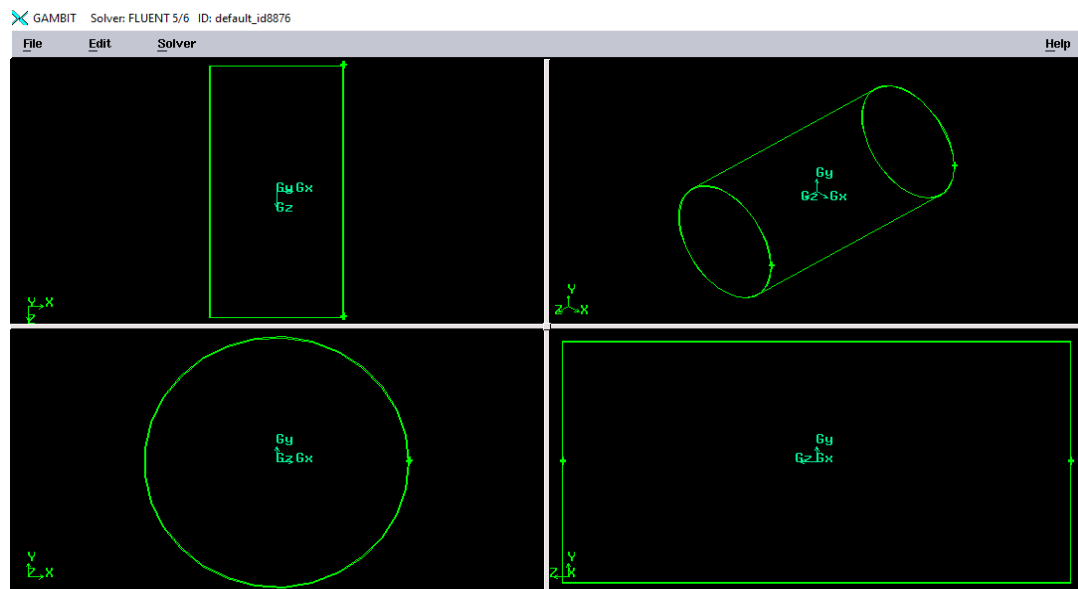 GAMBIT Solver: FLUENT 5/6 ID: default_id8876
File Edit Solver Help
Gy Gx
Gz
Y X
Z
Gy
Gz Gx
Y
Z X
Gy
Gz Gx
Y
Z X
Gy
Gz Gx
Y
Z X